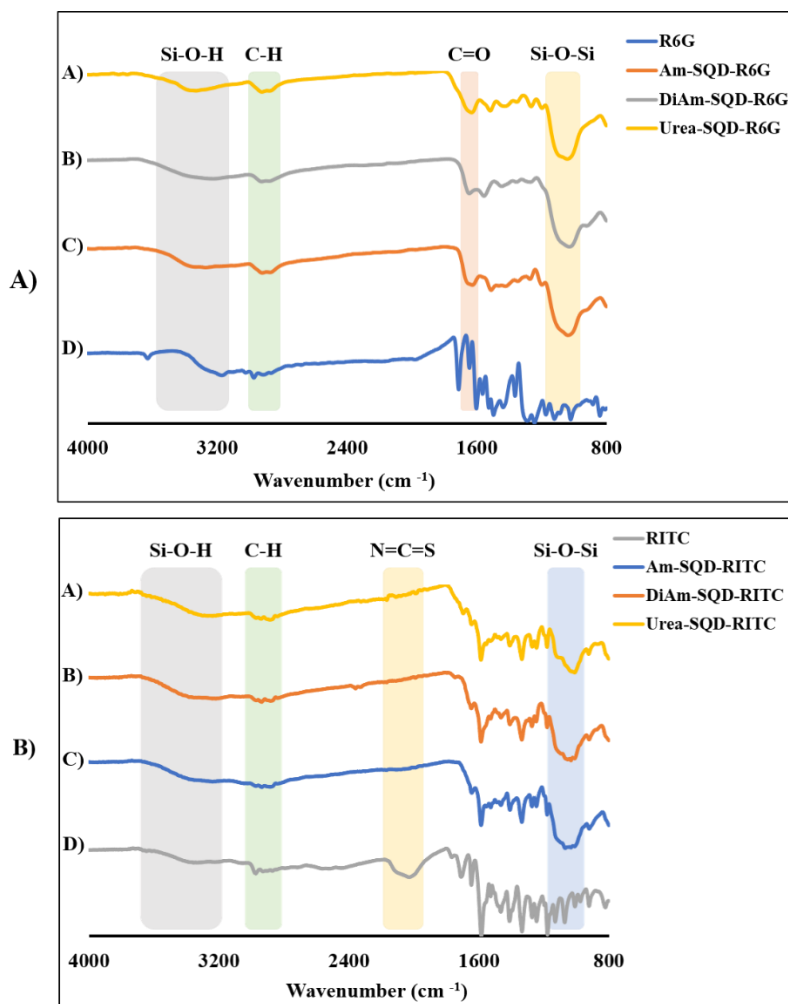 Si-O-H C-H C=O Si-O-Si
R6G
Am-SQD-R6G
DiAm-SQD-R6G
Urea-SQD-R6G
A)
B)
C)
D)
A)
4000 3200 2400 1600 800
Wavenumber (cm -1)
Si-O-H C-H N=C=S Si-O-Si
RITC
Am-SQD-RITC
DiAm-SQD-RITC
Urea-SQD-RITC
A)
B)
C)
D)
B)
4000 3200 2400 1600 800
Wavenumber (cm -1)